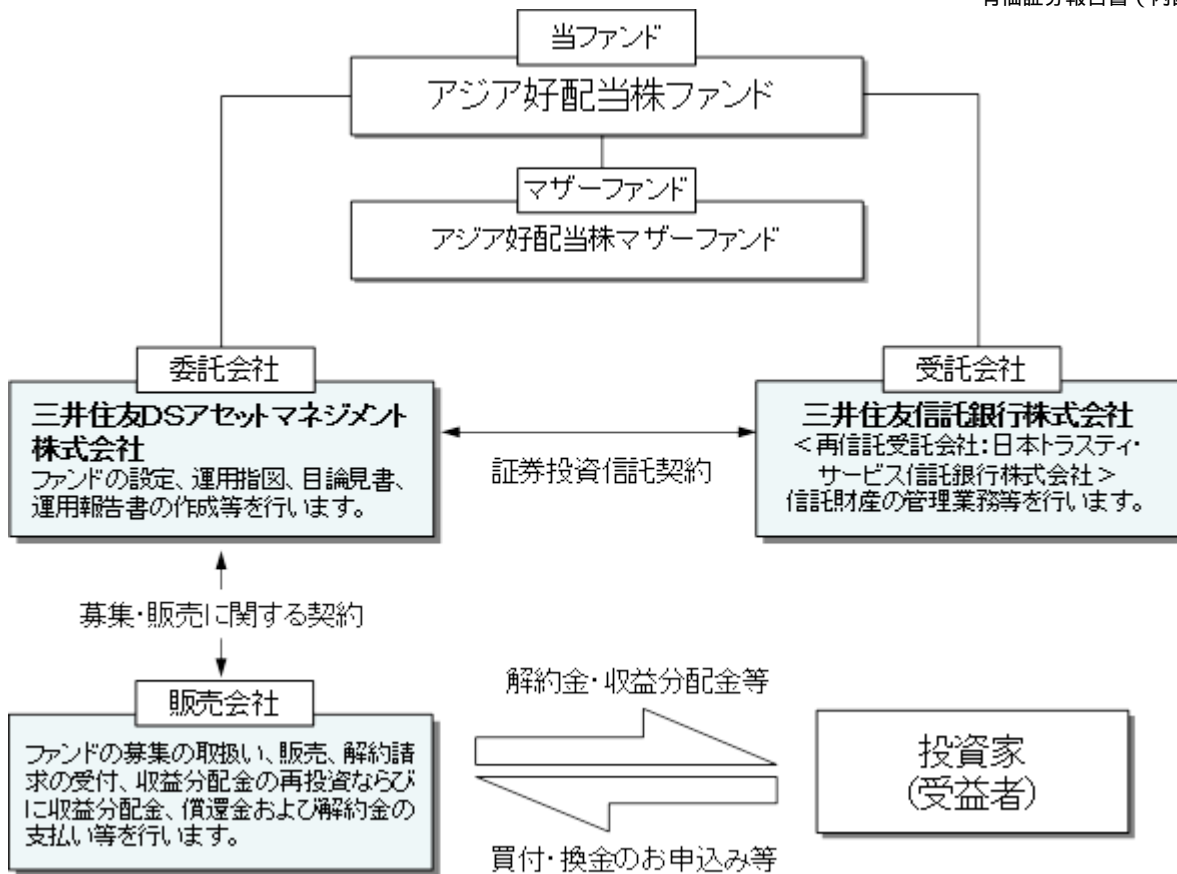 有価証券報告書（内
当ファンド
アジア好配当株ファンド
マザーファンド
アジア好配当株マザーファンド
委託会社
三井住友DSアセットマネジメント
株式会社
ファンドの設定、運用指図、目論見書、
運用報告書の作成等を行います。
証券投資信託契約
受託会社
三井住友信託銀行株式会社
＜再信託受託会社：日本トラスティ・
サービス信託銀行株式会社＞
信託財産の管理業務等を行います。
募集・販売に関する契約
販売会社
ファンドの募集の取扱い、販売、解約請
求の受付、収益分配金の再投資ならび
に収益分配金、償還金および解約金の
支払い等を行います。
解約金・収益分配金等
買付・換金のお申込み等
投資家
（受益者）